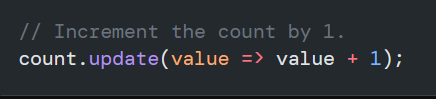 // Increment the count by 1.
count.update(value => value + 1);